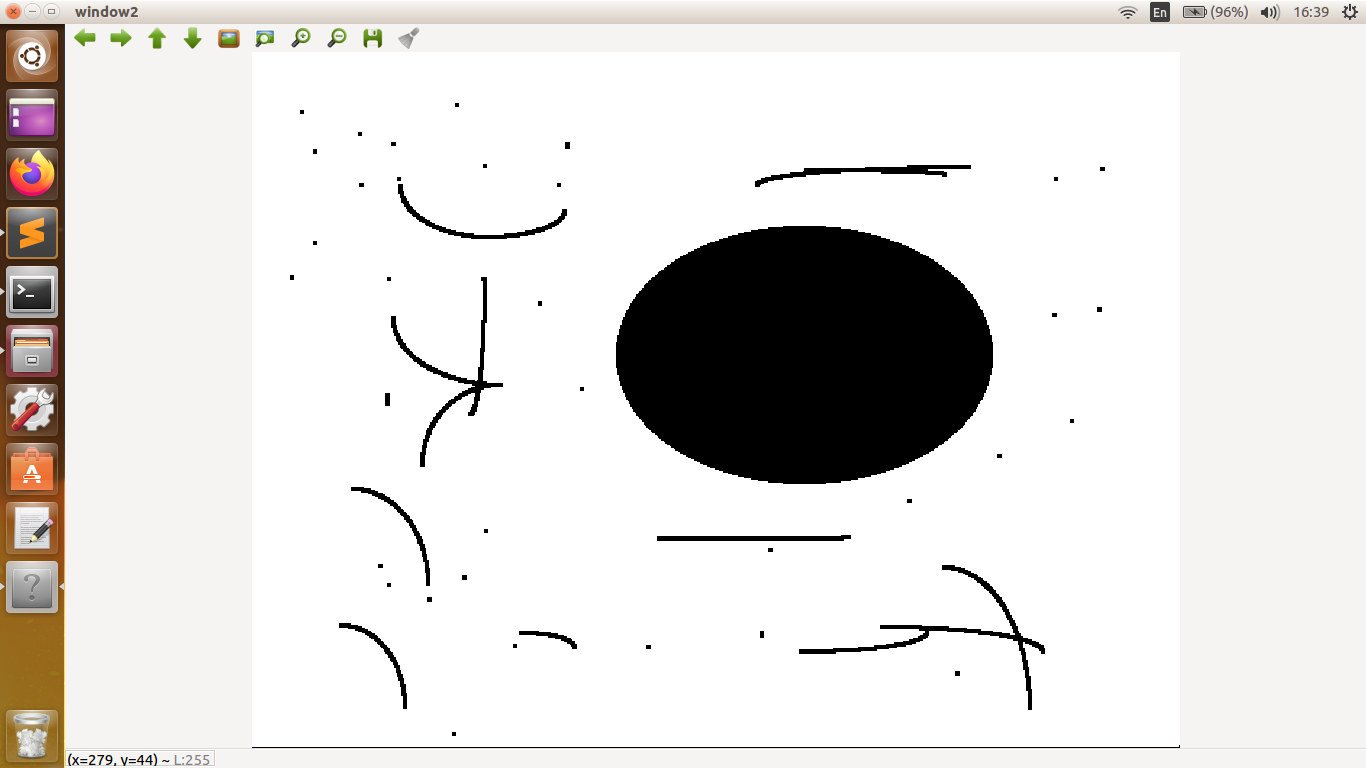 window2
En
(96%)
16:39
(x=279, y=44) ~ L:255